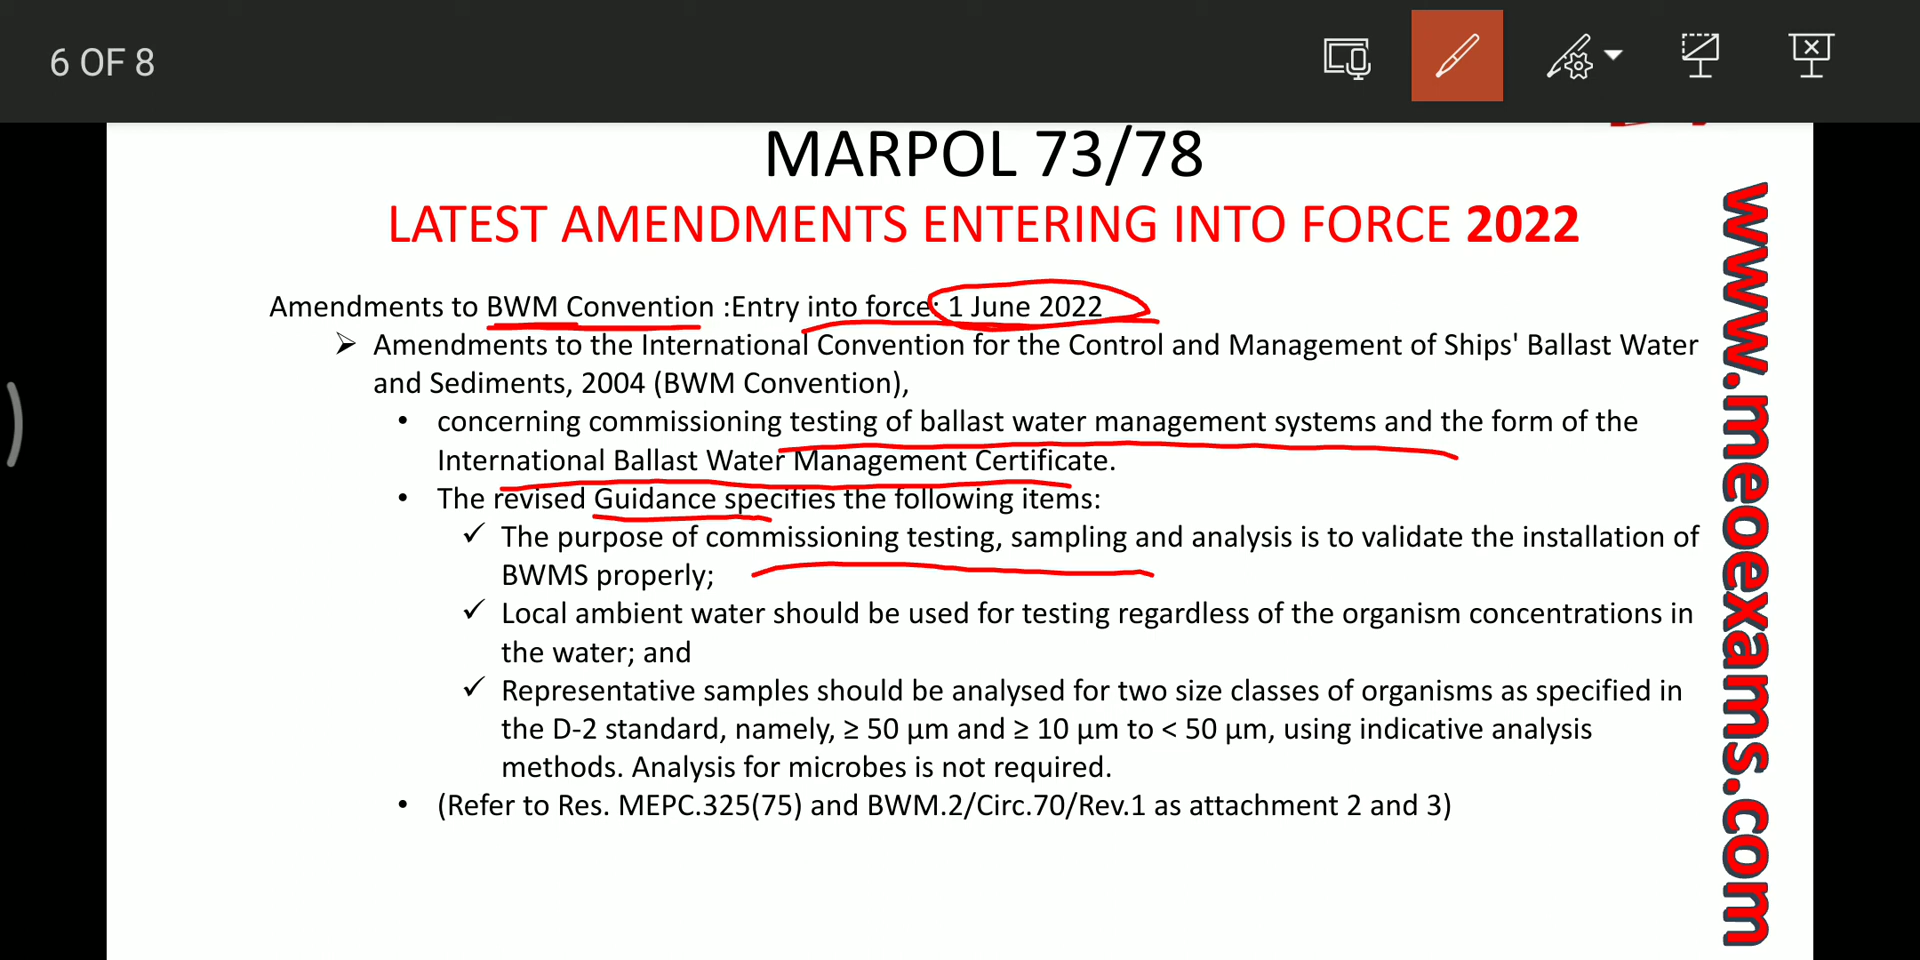 6 OF 8
MARPOL 73/78
LATEST AMENDMENTS ENTERING INTO FORCE 2022
Amendments to BWM Convention :Entry into force: 1 June 2022
➢ Amendments to the International Convention for the Control and Management of Ships' Ballast Water
and Sediments, 2004 (BWM Convention),
• concerning commissioning testing of ballast water management systems and the form of the
International Ballast Water Management Certificate.
• The revised Guidance specifies the following items:
✓ The purpose of commissioning testing, sampling and analysis is to validate the installation of
BWMS properly;
✓ Local ambient water should be used for testing regardless of the organism concentrations in
the water; and
✓ Representative samples should be analysed for two size classes of organisms as specified in
the D-2 standard, namely, ≥ 50 µm and ≥ 10 µm to < 50 µm, using indicative analysis
methods. Analysis for microbes is not required.
• (Refer to Res. MEPC.325(75) and BWM.2/Circ.70/Rev.1 as attachment 2 and 3)
www.meoexams.com